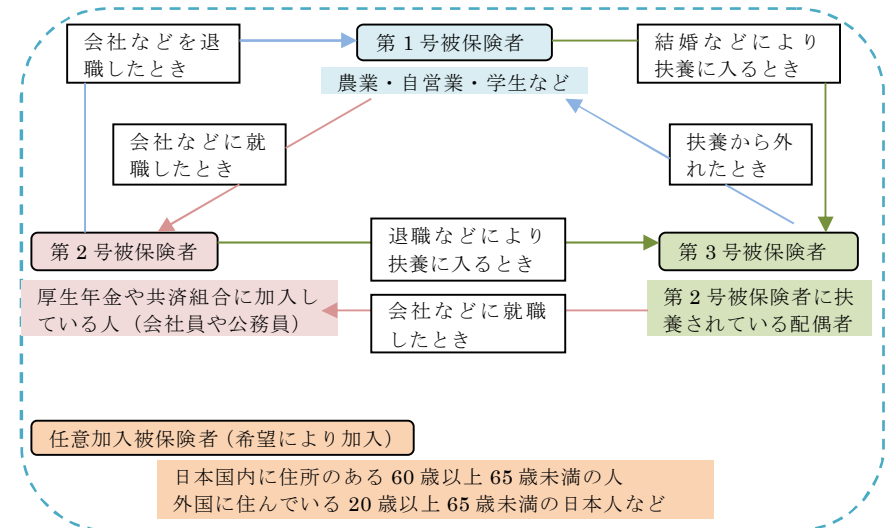 会社などを退
職したとき
第1号被保険者
結婚などにより
扶養に入るとき
農業・自営業・学生など
会社などに就
職したとき
扶養から外
れたとき
第2号被保険者
退職などにより
扶養に入るとき
第3号被保険者
厚生年金や共済組合に加入し
ている人（会社員や公務員）
会社などに就職
したとき
第2号被保険者に扶
養されている配偶者
任意加入被保険者（希望により加入）
日本国内に住所のある60歳以上65歳未満の人
外国に住んでいる20歳以上65歳未満の日本人など